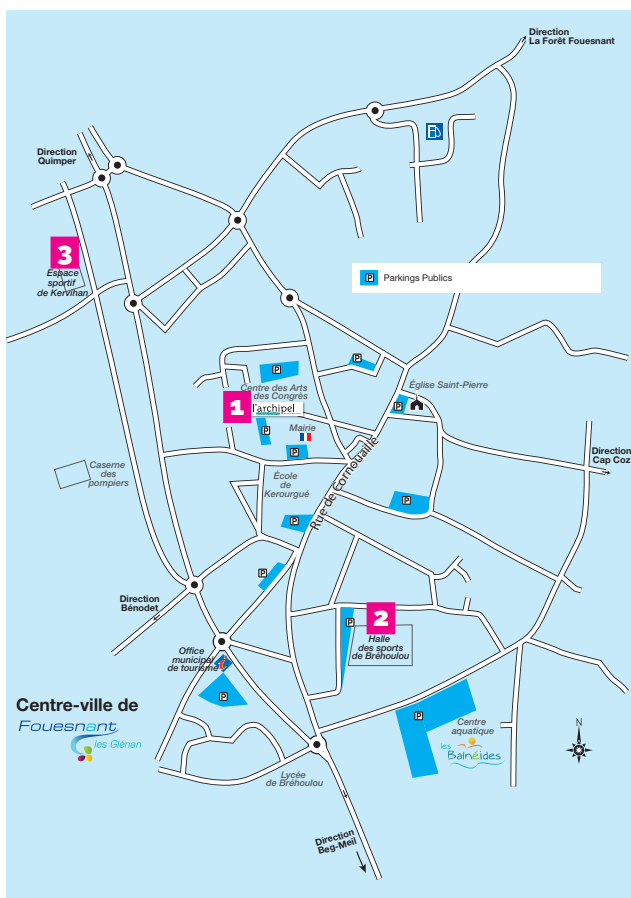 Direction
La Forêt Fouesnant
Direction
Quimper
3
Espace
sportif
de Kervihan
P Parkings Publics
P
P
Centre des Arts
des Congrès
1
l'archipel
Église Saint-Pierre
P
P
Mairie
P
Rue de Cornouaille
Direction
Cap Coz
Caserne
des
pompiers
École
de
Kerourgué
P
P
P
Direction
Bénodet
2
P
Halle
des sports
de Bréhoulou
Office
municipal
de tourisme
i
P
Centre-ville de
Fouesnant
les Glénan
P
Centre
aquatique
les
Balnéides
N
Lycée
de Bréhoulou
Direction
Beg-Meil